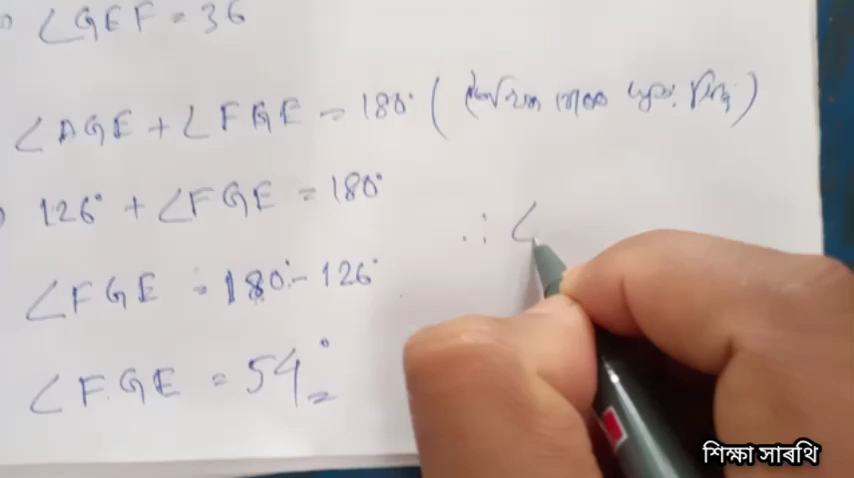 ∠GEF = 36
∠AGE + ∠FGE = 180° (
126° + ∠FGE = 180°
∴ ∠
∠FGE = 180° - 126°
∠FGE = 54°
শিক্ষা সাৰথি